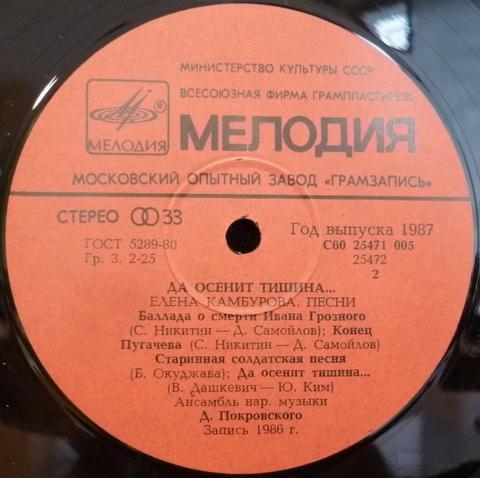 МИНИСТЕРСТВО КУЛЬТУРЫ СССР
ВСЕСОЮЗНАЯ ФИРМА ГРАМПЛАСТИНОК
®
МЕЛОДИЯ
МЕЛОДИЯ
МОСКОВСКИЙ ОПЫТНЫЙ ЗАВОД «ГРАМЗАПИСЬ»
СТЕРЕО 33
Год выпуска 1987
ГОСТ 5289-80
С60 25471 005
Гр. 3. 2-25
25472
2
ДА ОСЕНИТ ТИШИНА...
ЕЛЕНА КАМБУРОВА. ПЕСНИ
Баллада о смерти Ивана Грозного
(С. Никитин — Д. Самойлов); Конец
Пугачева (С. Никитин — Д. Самойлов)
Старинная солдатская песня
(Б. Окуджава); Да осенит тишина...
(В. Дашкевич — Ю. Ким)
Ансамбль нар. музыки
Д. Покровского
Запись 1986 г.